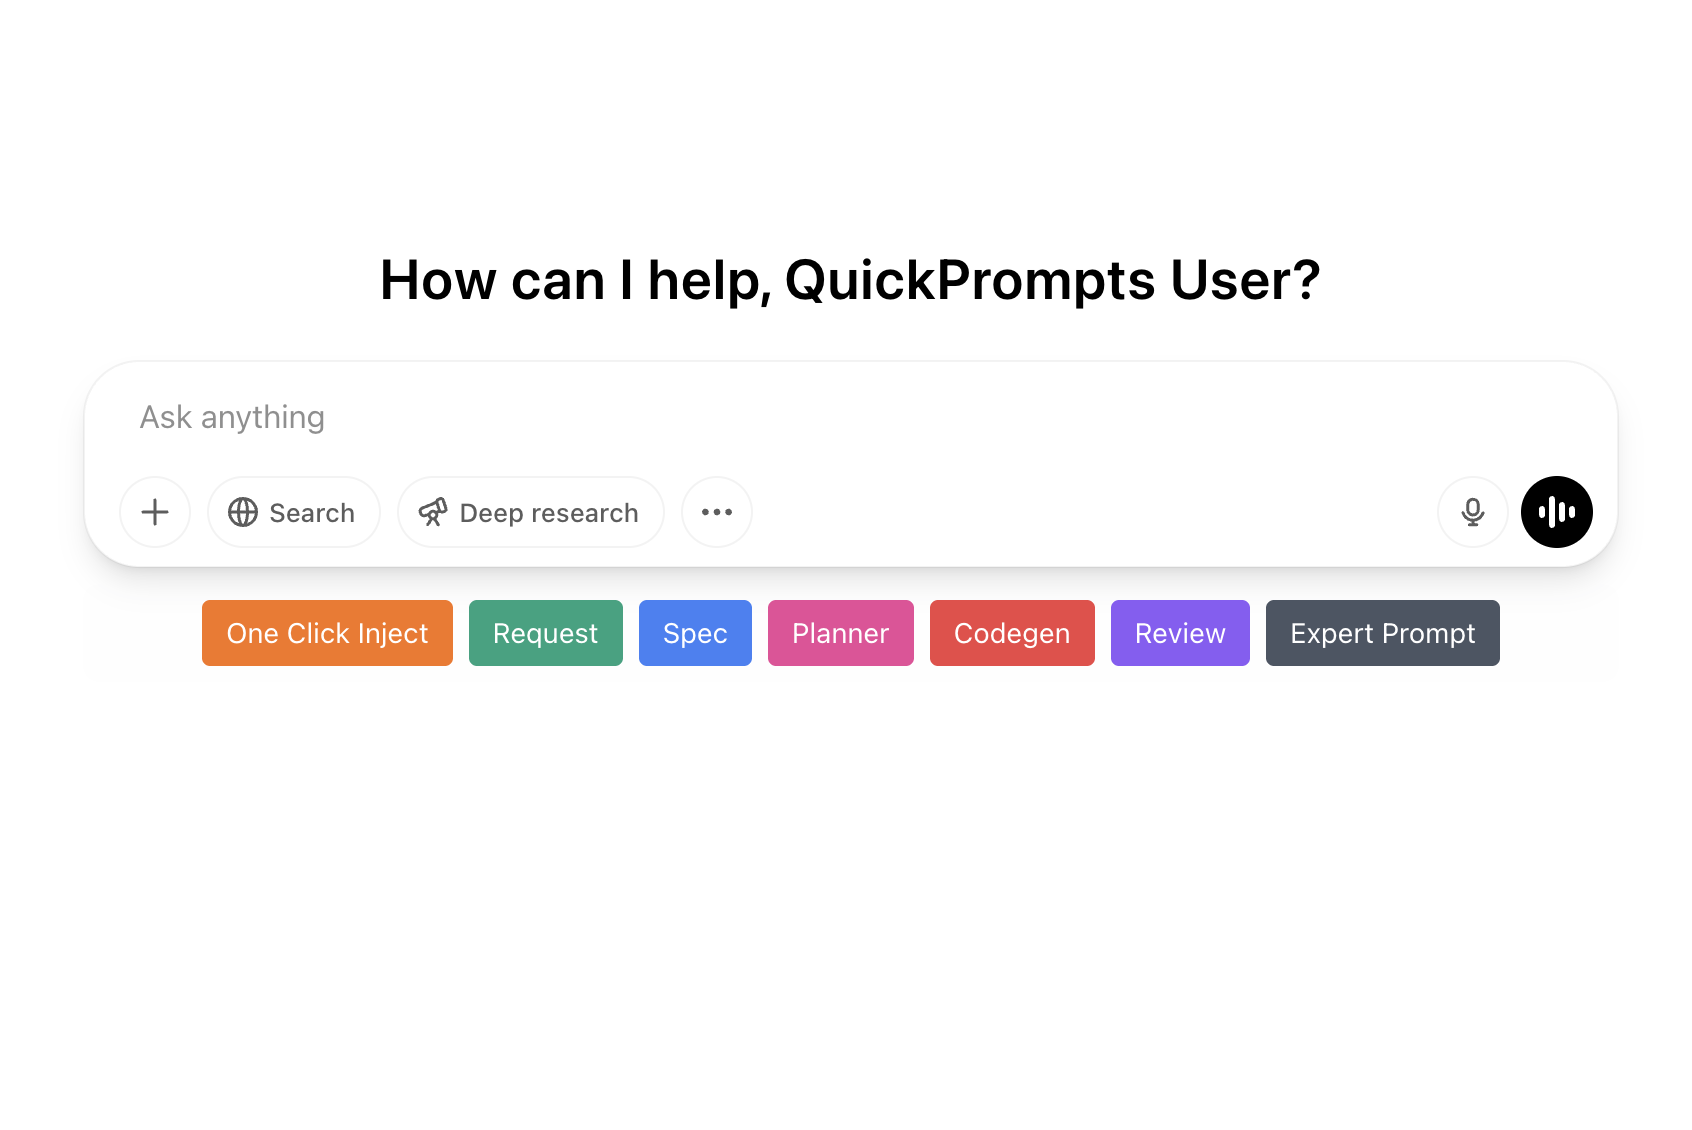 How can I help, QuickPrompts User?
Ask anything
Search Deep research
One Click Inject Request Spec Planner Codegen Review Expert Prompt